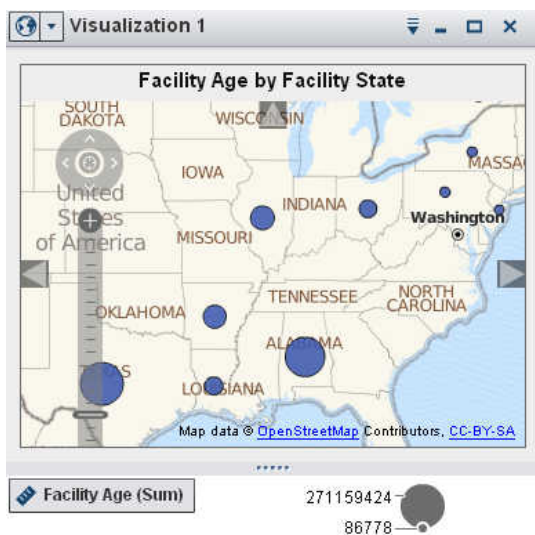 Visualization 1
Facility Age by Facility State
SOUTH
DAKOTA
WISCONSIN
IOWA
MASSA
United
States
of America
INDIANA
Washington
MISSOURI
OKLAHOMA
TENNESSEE
NORTH
CAROLINA
ALABAMA
TEXAS
LOUISIANA
Map data © OpenStreetMap Contributors, CC-BY-SA
Facility Age (Sum)
271159424
86778